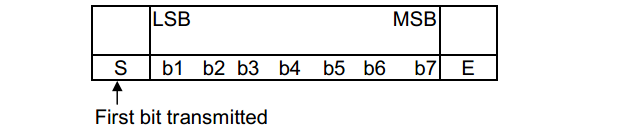 LSB MSB
S b1 b2 b3 b4 b5 b6 b7 E
First bit transmitted